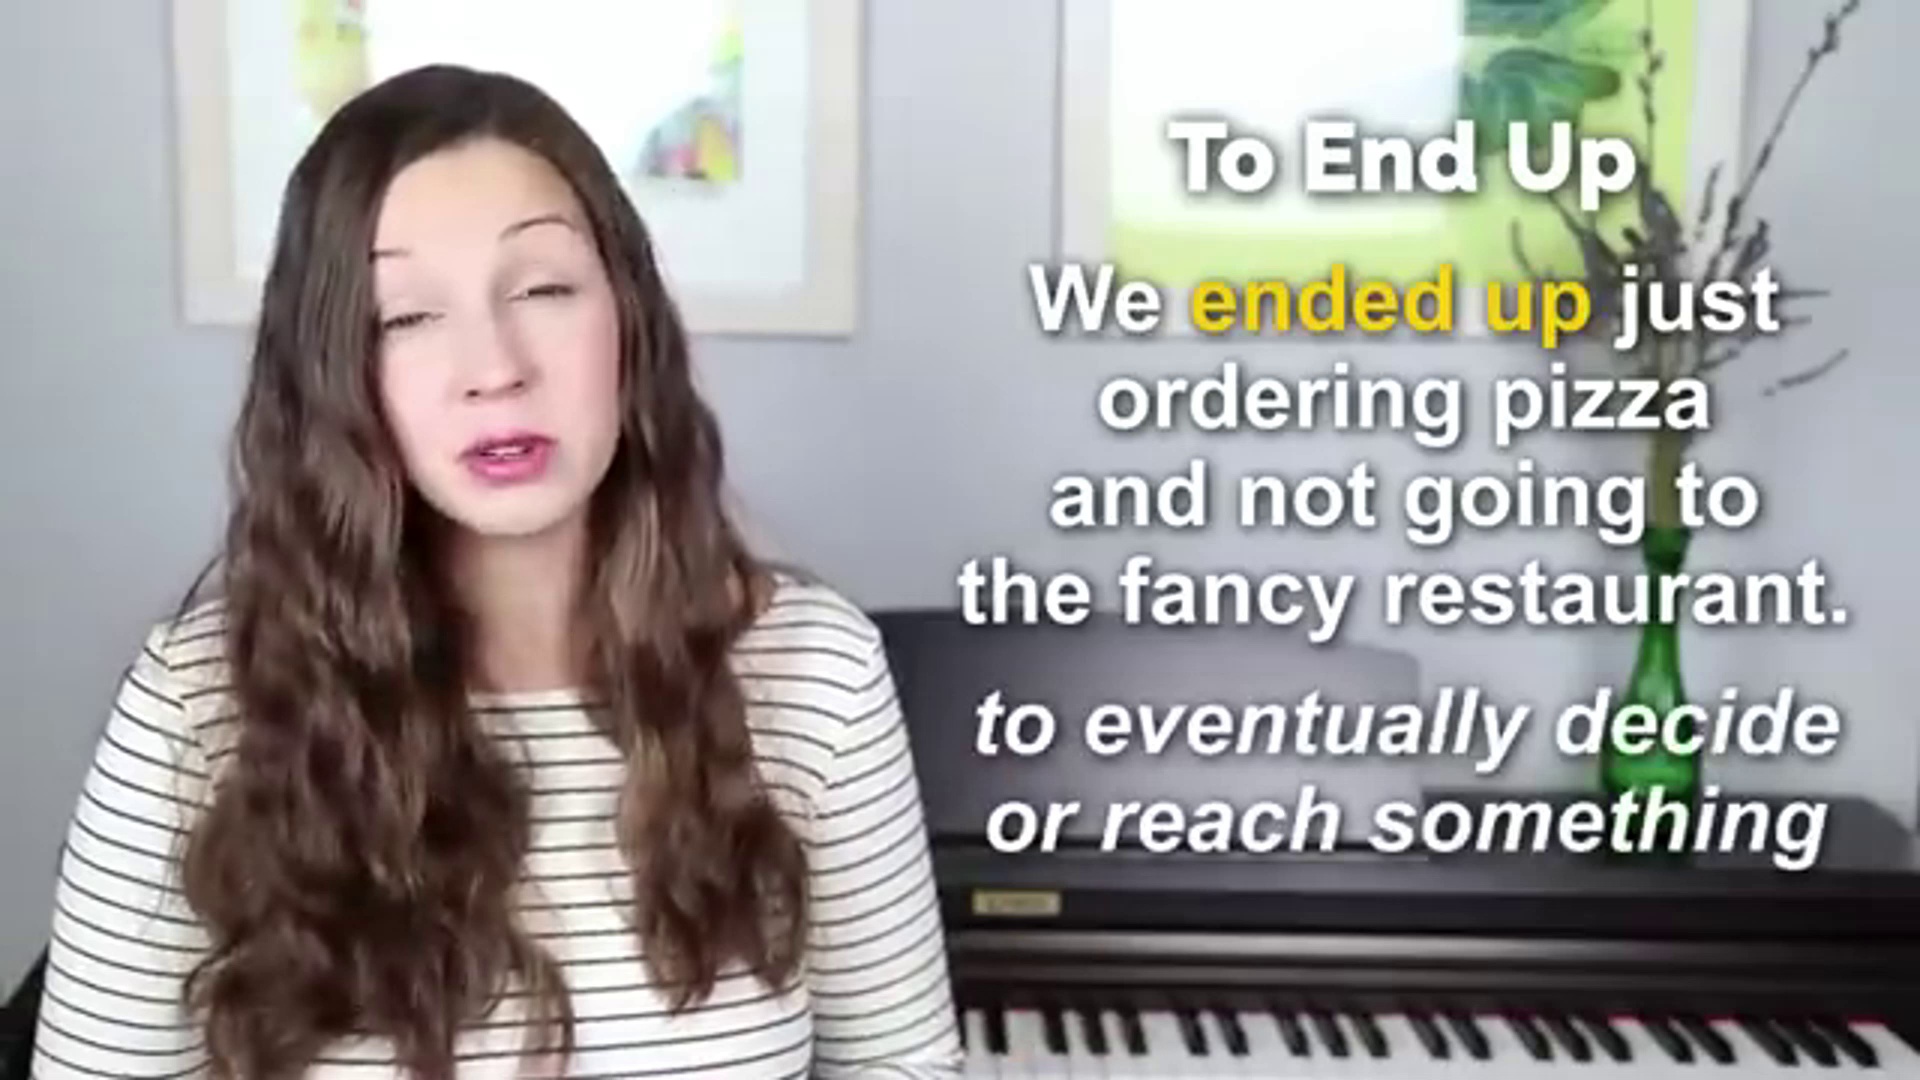 To End Up
We ended up just
ordering pizza
and not going to
the fancy restaurant.
to eventually decide
or reach something